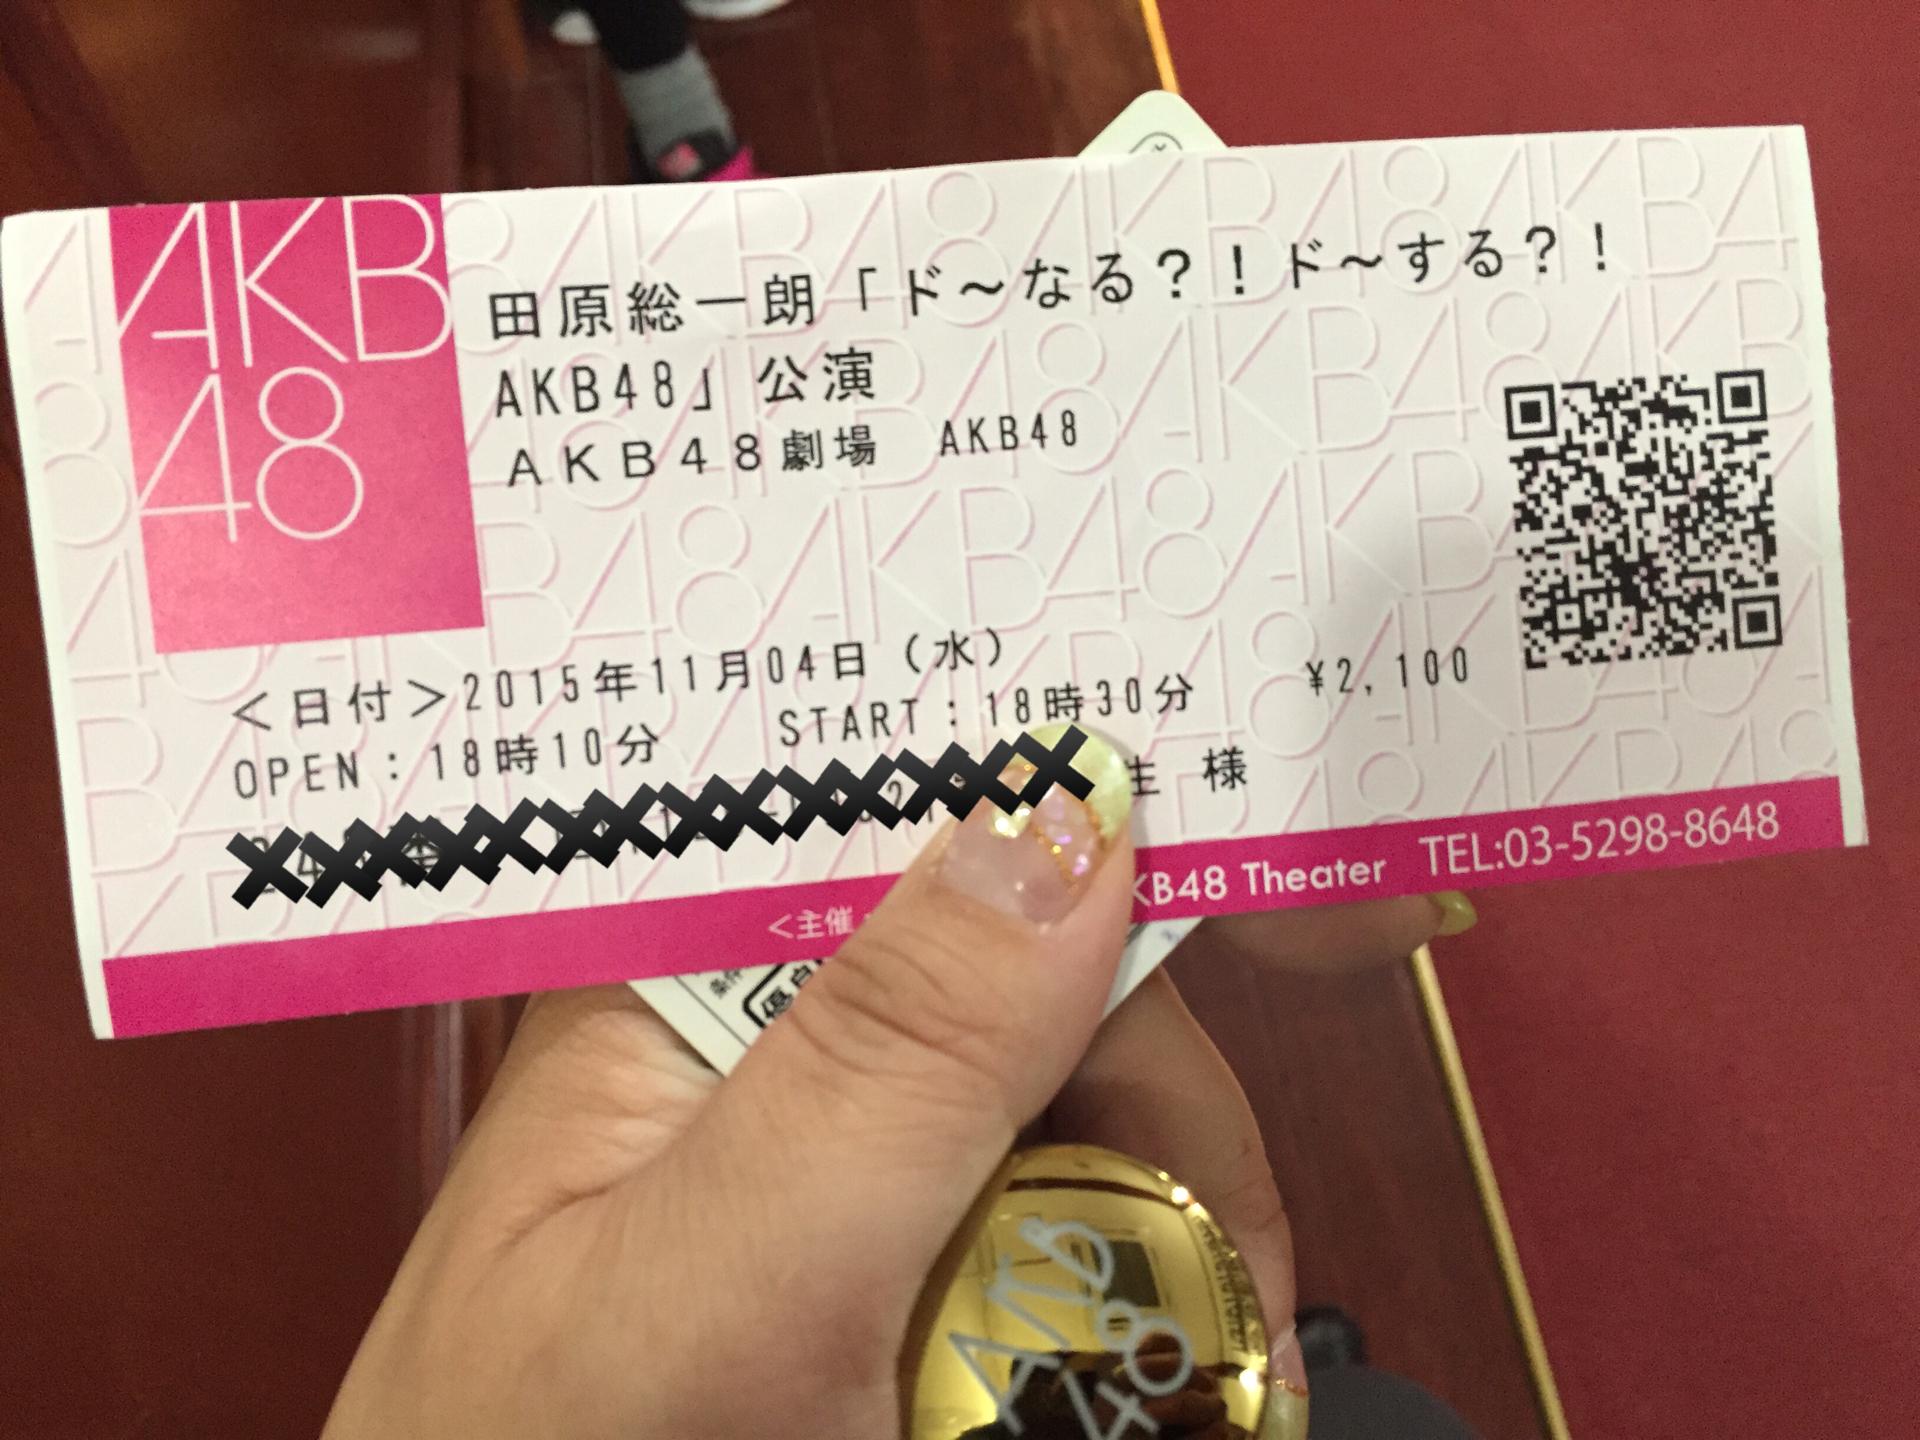 AKB
48
田原総一朗「ド～なる？！ド～する？！
AKB48」公演
AKB48劇場　AKB48
＜日付＞2015年11月04日（水）
OPEN：18時10分　START：18時30分　¥2,100
生 様
＜主催
KB48 Theater TEL:03-5298-8648
AKB
48